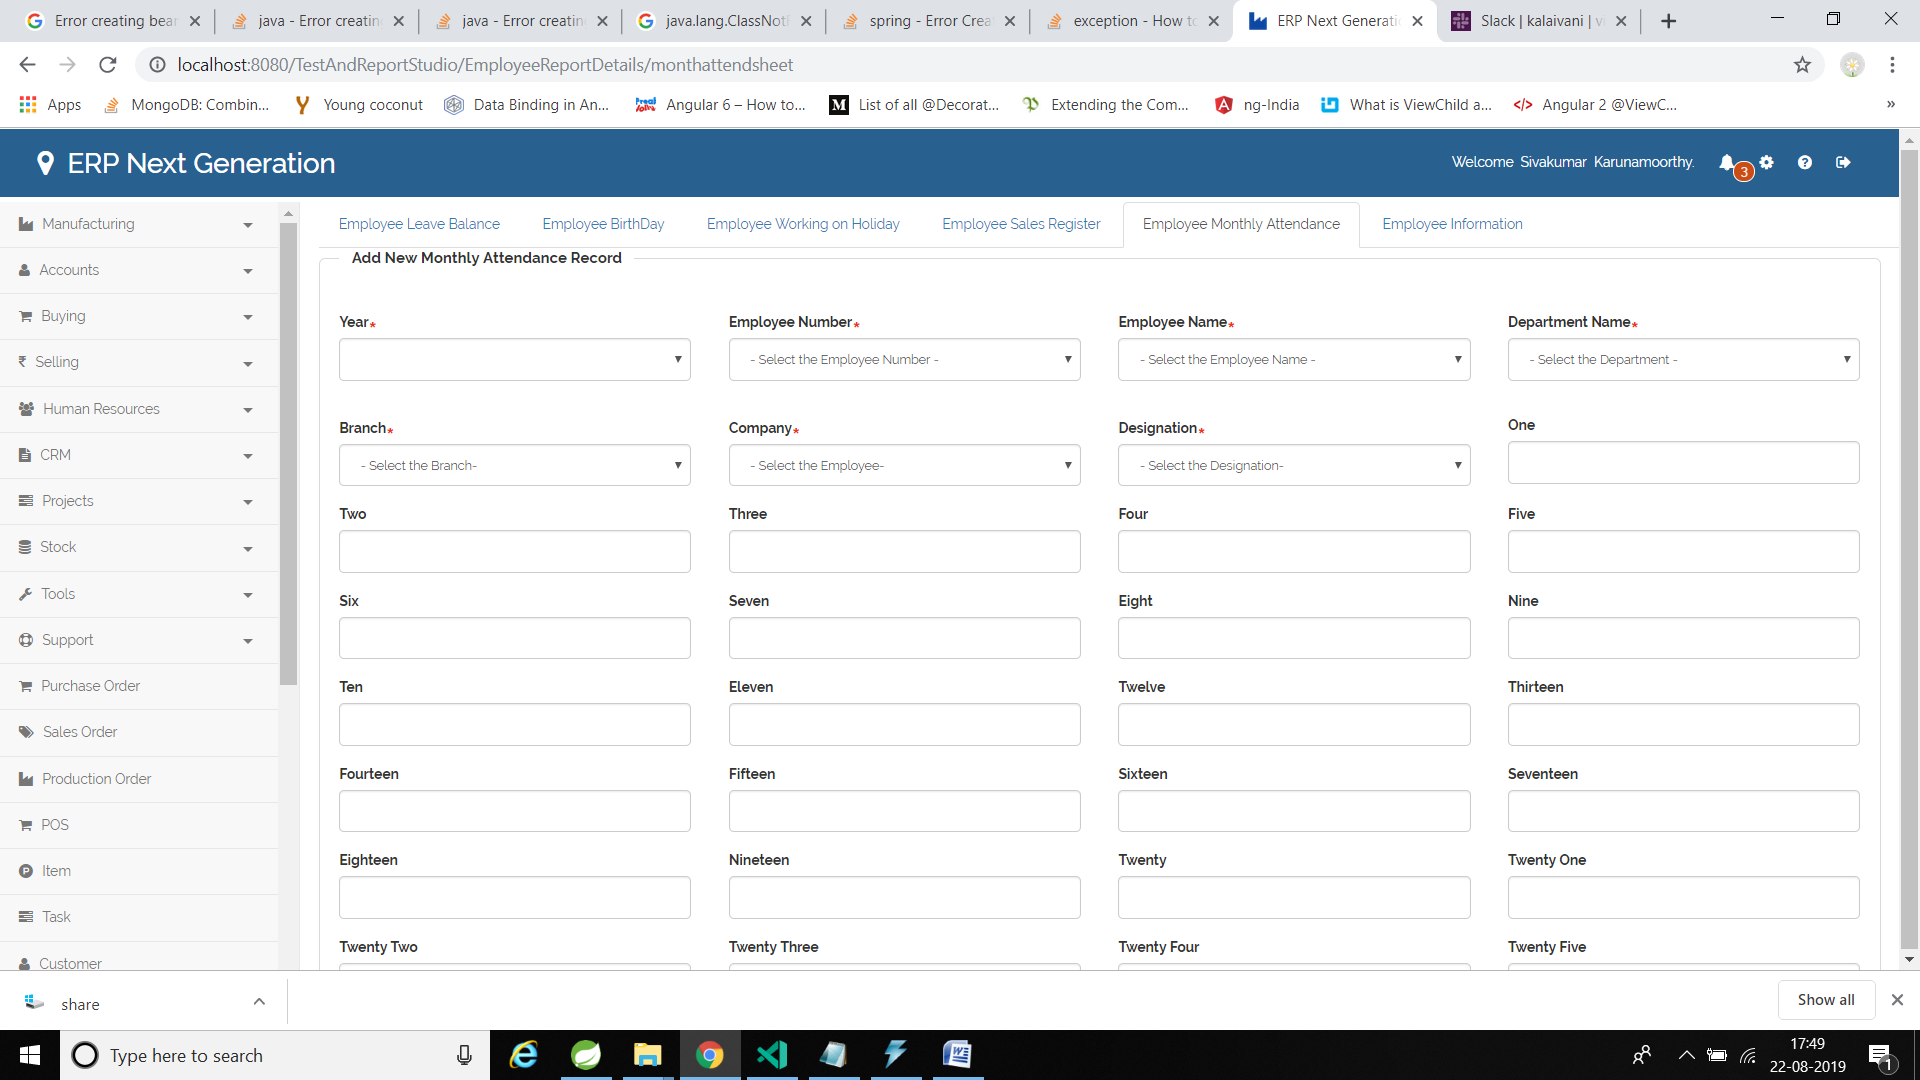 Error creating bea
java - Error creatin
java - Error creatin
java.lang.ClassNot
spring - Error Crea
exception - How to
ERP Next Generati
Slack | kalaivani | v
localhost:8080/TestAndReportStudio/EmployeeReportDetails/monthattendsheet
Apps
MongoDB: Combin...
Young coconut
Data Binding in An...
Angular 6 – How to...
List of all @Decorat...
Extending the Com...
ng-India
What is ViewChild a...
Angular 2 @ViewC...
»
ERP Next Generation
Welcome Sivakumar Karunamoorthy.
3
Manufacturing
Accounts
Buying
Selling
Human Resources
CRM
Projects
Stock
Tools
Support
Purchase Order
Sales Order
Production Order
POS
Item
Task
Customer
Employee Leave Balance
Employee BirthDay
Employee Working on Holiday
Employee Sales Register
Employee Monthly Attendance
Employee Information
Add New Monthly Attendance Record
Year*
Employee Number*
Employee Name*
Department Name*
- Select the Employee Number -
- Select the Employee Name -
- Select the Department -
Branch*
Company*
Designation*
One
- Select the Branch-
- Select the Employee-
- Select the Designation-
Two
Three
Four
Five
Six
Seven
Eight
Nine
Ten
Eleven
Twelve
Thirteen
Fourteen
Fifteen
Sixteen
Seventeen
Eighteen
Nineteen
Twenty
Twenty One
Twenty Two
Twenty Three
Twenty Four
Twenty Five
share
Show all
Type here to search
17:49
22-08-2019
1